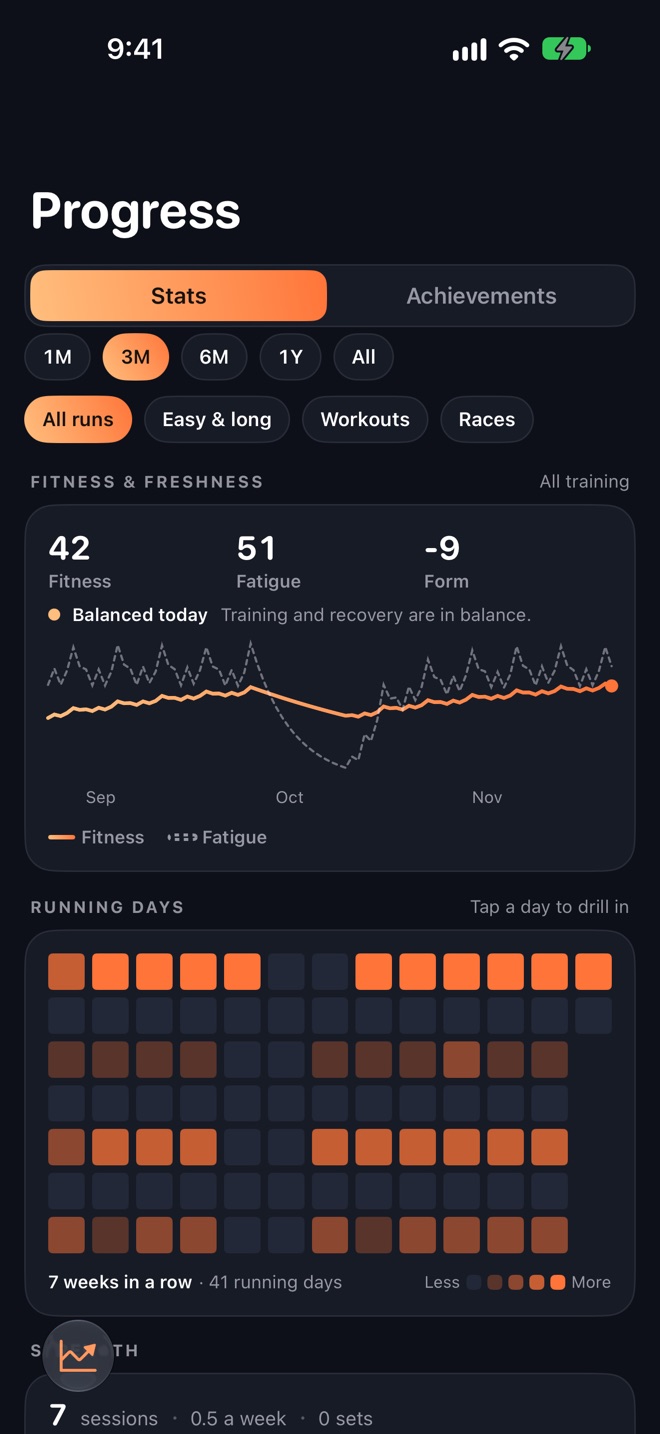 9:41
Progress
Stats Achievements
1M 3M 6M 1Y All
All runs Easy & long Workouts Races
FITNESS & FRESHNESS All training
42 51 -9
Fitness Fatigue Form
Balanced today Training and recovery are in balance.
Sep Oct Nov
Fitness Fatigue
RUNNING DAYS Tap a day to drill in
7 weeks in a row · 41 running days Less More
7 sessions · 0.5 a week · 0 sets